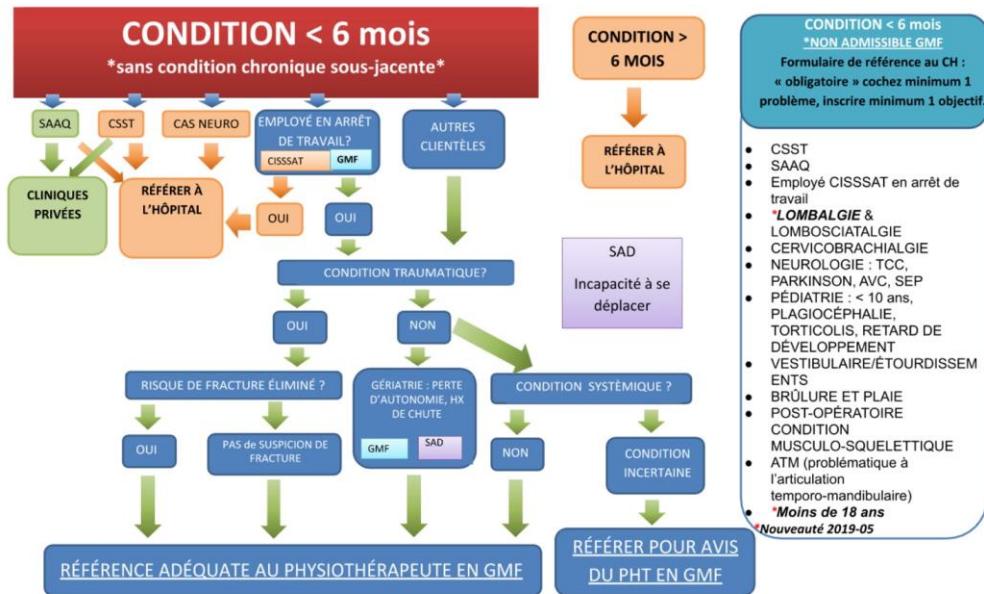 CONDITION < 6 mois
*sans condition chronique sous-jacente*
SAAQ
CSST
CAS NEURO
EMPLOYÉ EN ARRÊT
DE TRAVAIL?
CISSSAT
GMF
AUTRES
CLIENTÈLES
CLINIQUES
PRIVÉES
RÉFÉRER À
L'HÔPITAL
OUI
OUI
CONDITION TRAUMATIQUE?
OUI
NON
RISQUE DE FRACTURE ÉLIMINÉ ?
GÉRIATRIE : PERTE
D'AUTONOMIE, HX
DE CHUTE
GMF
SAD
CONDITION SYSTÈMIQUE ?
OUI
PAS de SUSPICION DE
FRACTURE
NON
CONDITION
INCERTAINE
RÉFÉRENCE ADÉQUATE AU PHYSIOTHÉRAPEUTE EN GMF
RÉFÉRER POUR AVIS
DU PHT EN GMF
CONDITION >
6 MOIS
RÉFÉRER À
L'HÔPITAL
SAD
Incapacité à se
déplacer
CONDITION < 6 mois
*NON ADMISSIBLE GMF
Formulaire de référence au CH :
« obligatoire » cochez minimum 1
problème, inscrire minimum 1 objectif.
• CSST
• SAAQ
• Employé CISSSAT en arrêt de
travail
• *LOMBALGIE &
LOMBOSCIATALGIE
• CERVICOBRACHIALGIE
• NEUROLOGIE : TCC,
PARKINSON, AVC, SEP
• PÉDIATRIE : < 10 ans,
PLAGIOCÉPHALIE,
TORTICOLIS, RETARD DE
DÉVELOPPEMENT
• VESTIBULAIRE/ÉTOURDISSEM
ENTS
• BRÛLURE ET PLAIE
• POST-OPÉRATOIRE
CONDITION
MUSCULO-SQUELETTIQUE
• ATM (problématique à
l'articulation
temporo-mandibulaire)
• *Moins de 18 ans
*Nouveauté 2019-05